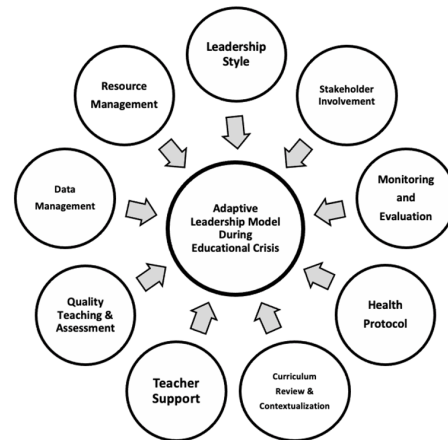 Leadership
Style
Stakeholder
Involvement
Monitoring
and
Evaluation
Health
Protocol
Curriculum
Review &
Contextualization
Teacher
Support
Quality
Teaching &
Assessment
Data
Management
Resource
Management
Adaptive
Leadership Model
During
Educational Crisis